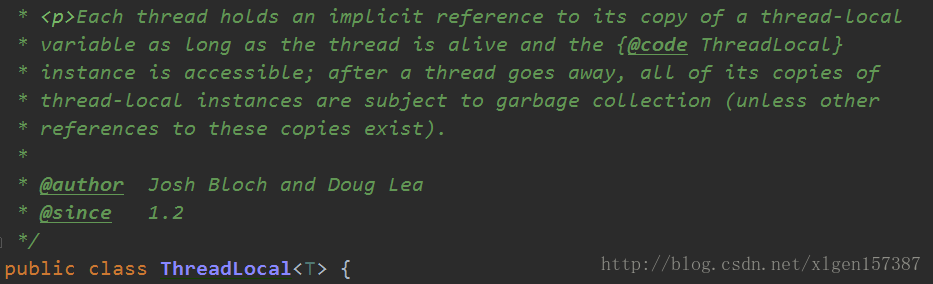 * <p>Each thread holds an implicit reference to its copy of a thread-local
* variable as long as the thread is alive and the {@code ThreadLocal}
* instance is accessible; after a thread goes away, all of its copies of
* thread-local instances are subject to garbage collection (unless other
* references to these copies exist).
*
* @author  Josh Bloch and Doug Lea
* @since   1.2
*/
public class ThreadLocal<T> {
http://blog.csdn.net/xlgen157387